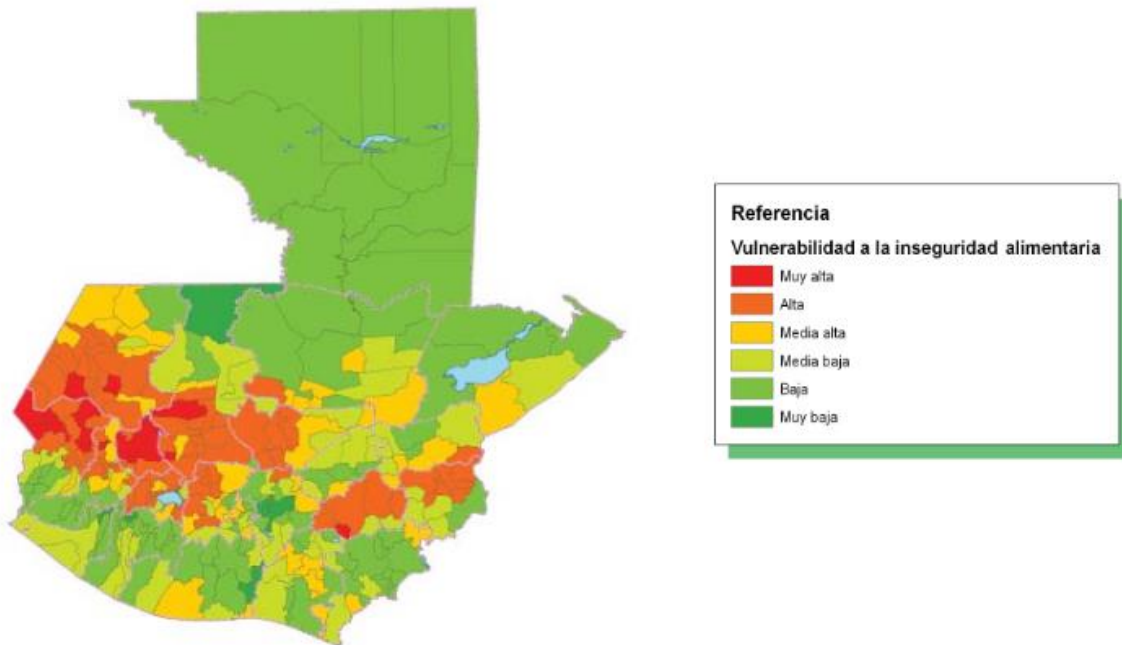 Referencia
Vulnerabilidad a la inseguridad alimentaria
Muy alta
Alta
Media alta
Media baja
Baja
Muy baja